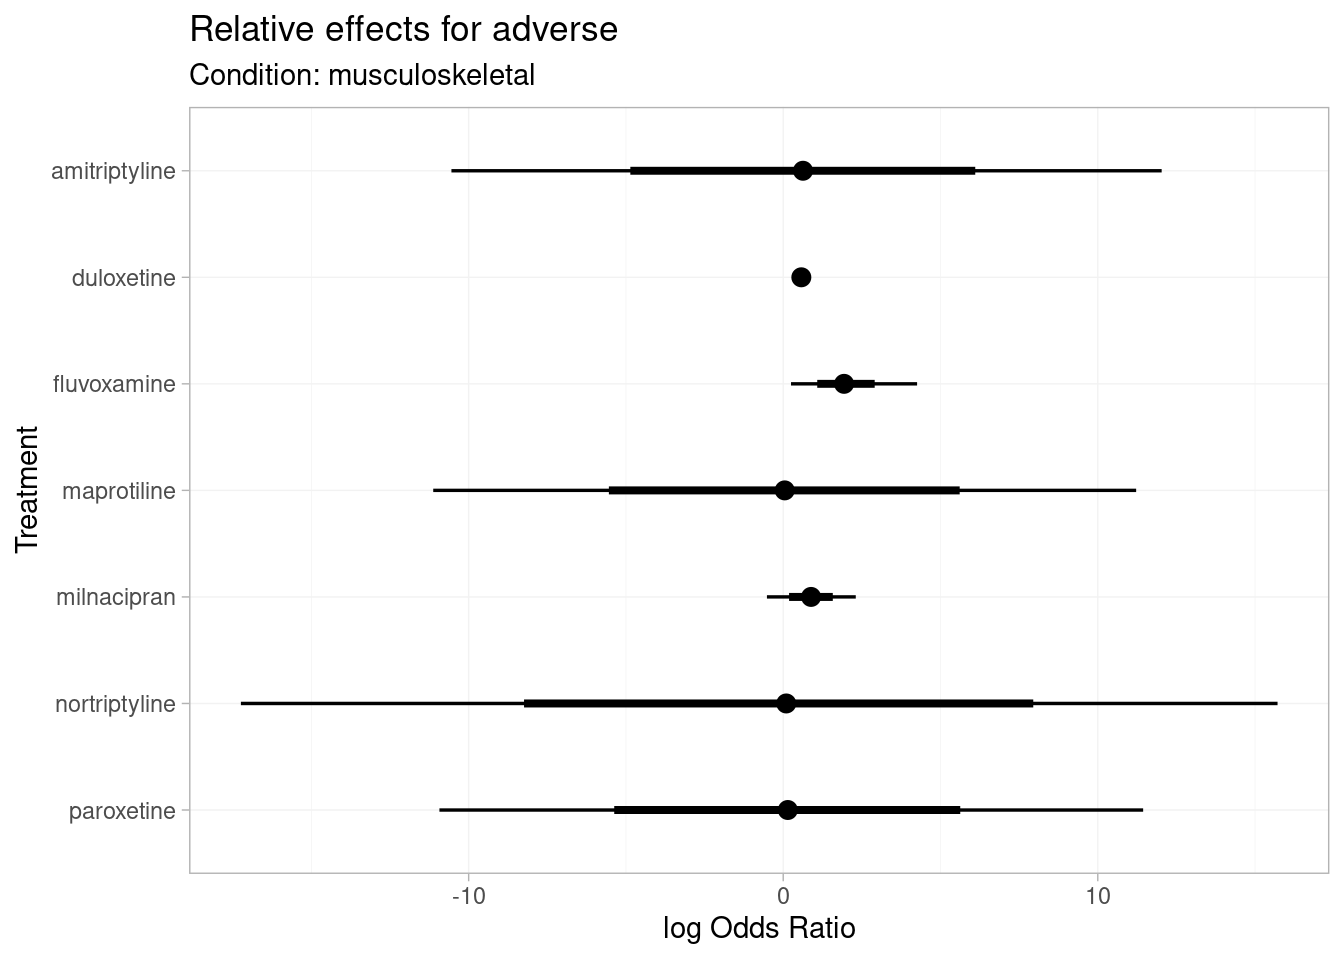 Relative effects for adverse
Condition: musculoskeletal
amitriptyline
duloxetine
fluvoxamine
maprotiline
milnacipran
nortriptyline
paroxetine
Treatment
-10 0 10
log Odds Ratio